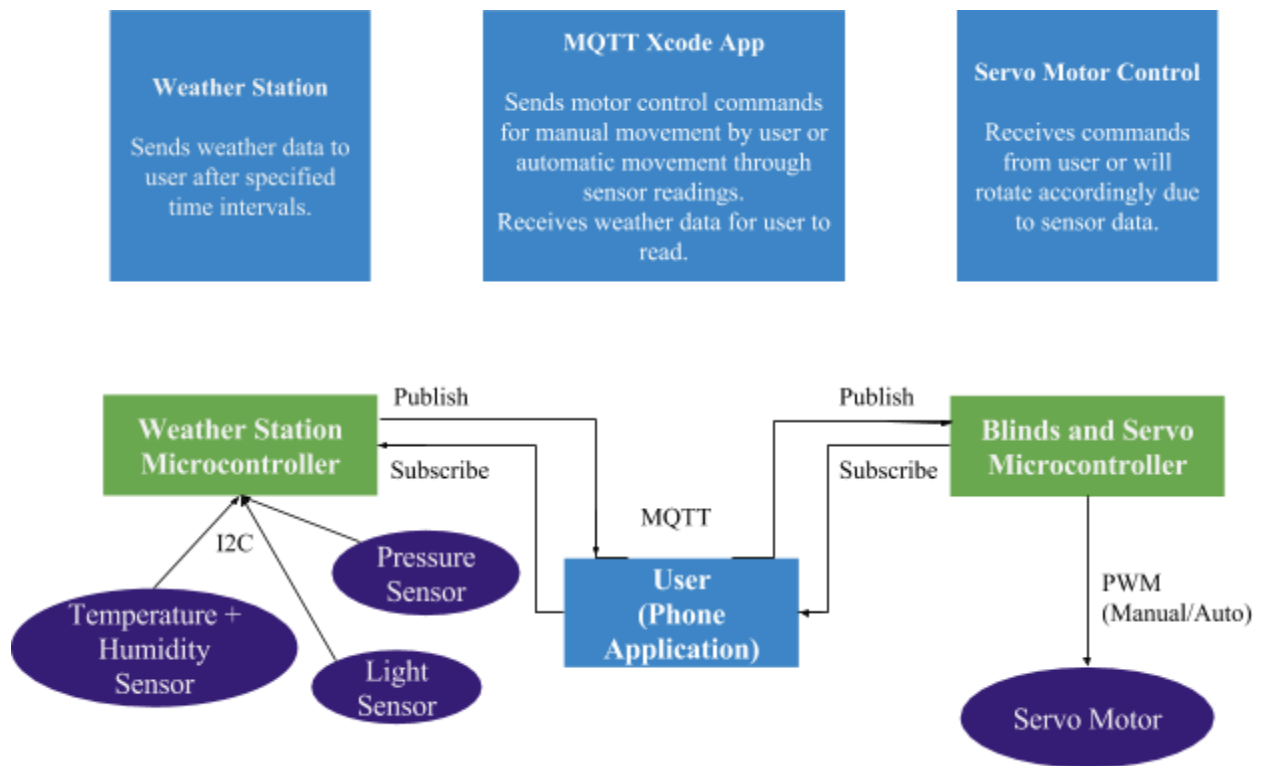 Weather Station
Sends weather data to
user after specified
time intervals.
MQTT Xcode App
Sends motor control commands
for manual movement by user or
automatic movement through
sensor readings.
Receives weather data for user to
read.
Servo Motor Control
Receives commands
from user or will
rotate accordingly due
to sensor data.
Weather Station
Microcontroller
Publish
Subscribe
MQTT
Publish
Subscribe
Blinds and Servo
Microcontroller
I2C
Pressure
Sensor
Temperature +
Humidity
Sensor
Light
Sensor
User
(Phone
Application)
PWM
(Manual/Auto)
Servo Motor